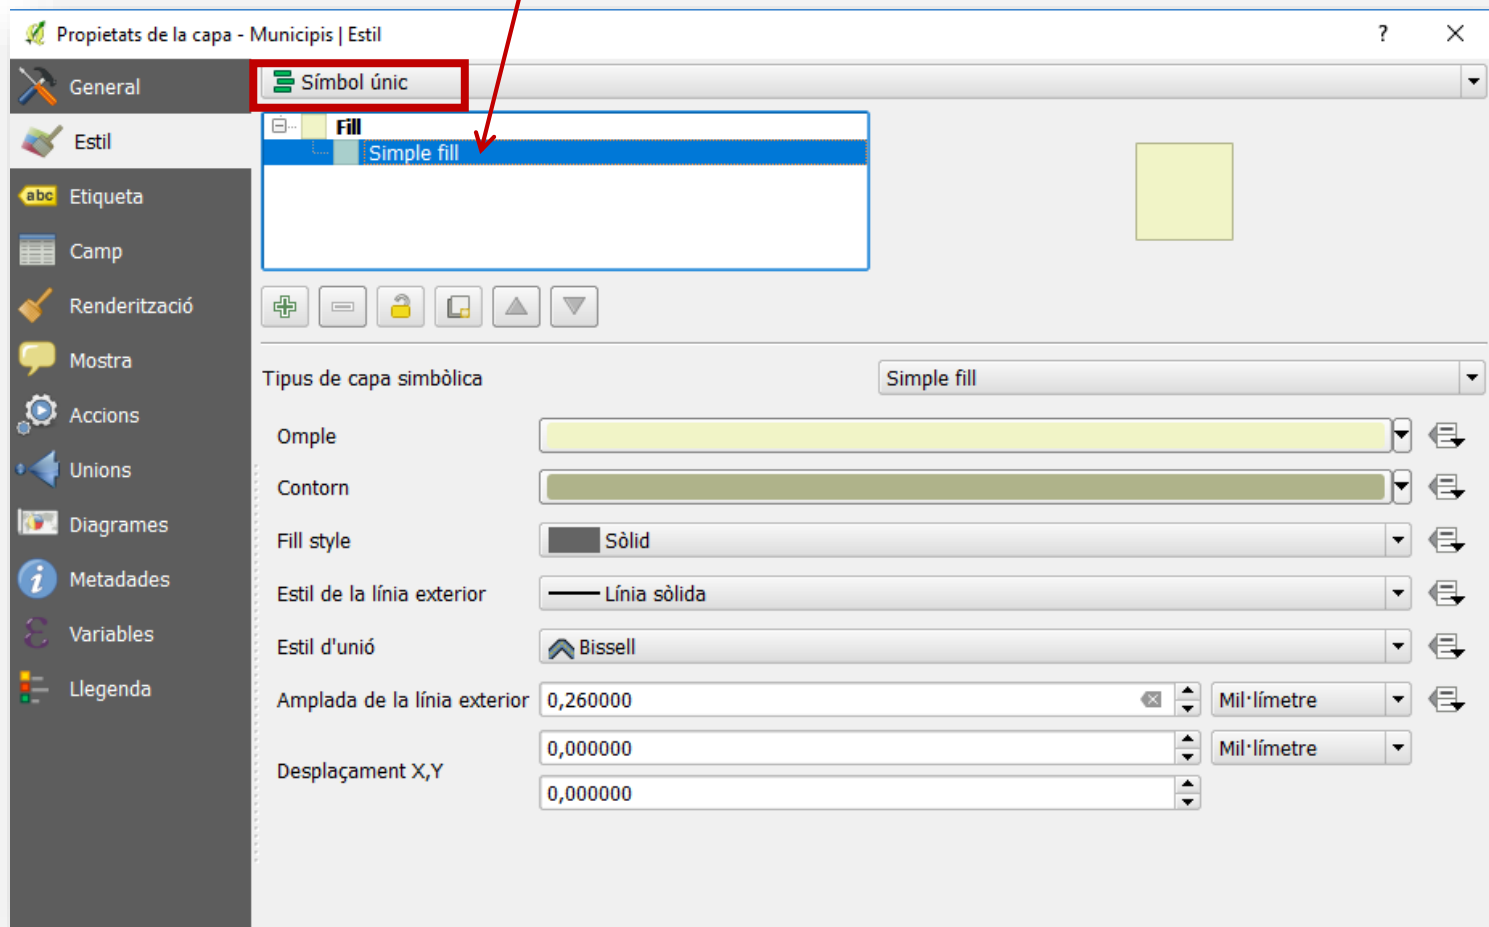 Propietats de la capa - Municipis | Estil
?
General
Símbol únic
Fill
Estil
Simple fill
abc Etiqueta
Camp
Renderització
Mostra
Tipus de capa simbòlica
Simple fill
Accions
Omple
Unions
Contorn
Diagrames
Fill style
Sòlid
Metadades
Estil de la línia exterior
Línia sòlida
Variables
Estil d'unió
Bissell
Llegenda
Amplada de la línia exterior
0,260000
Mil·límetre
Desplaçament X,Y
0,000000
Mil·límetre
0,000000